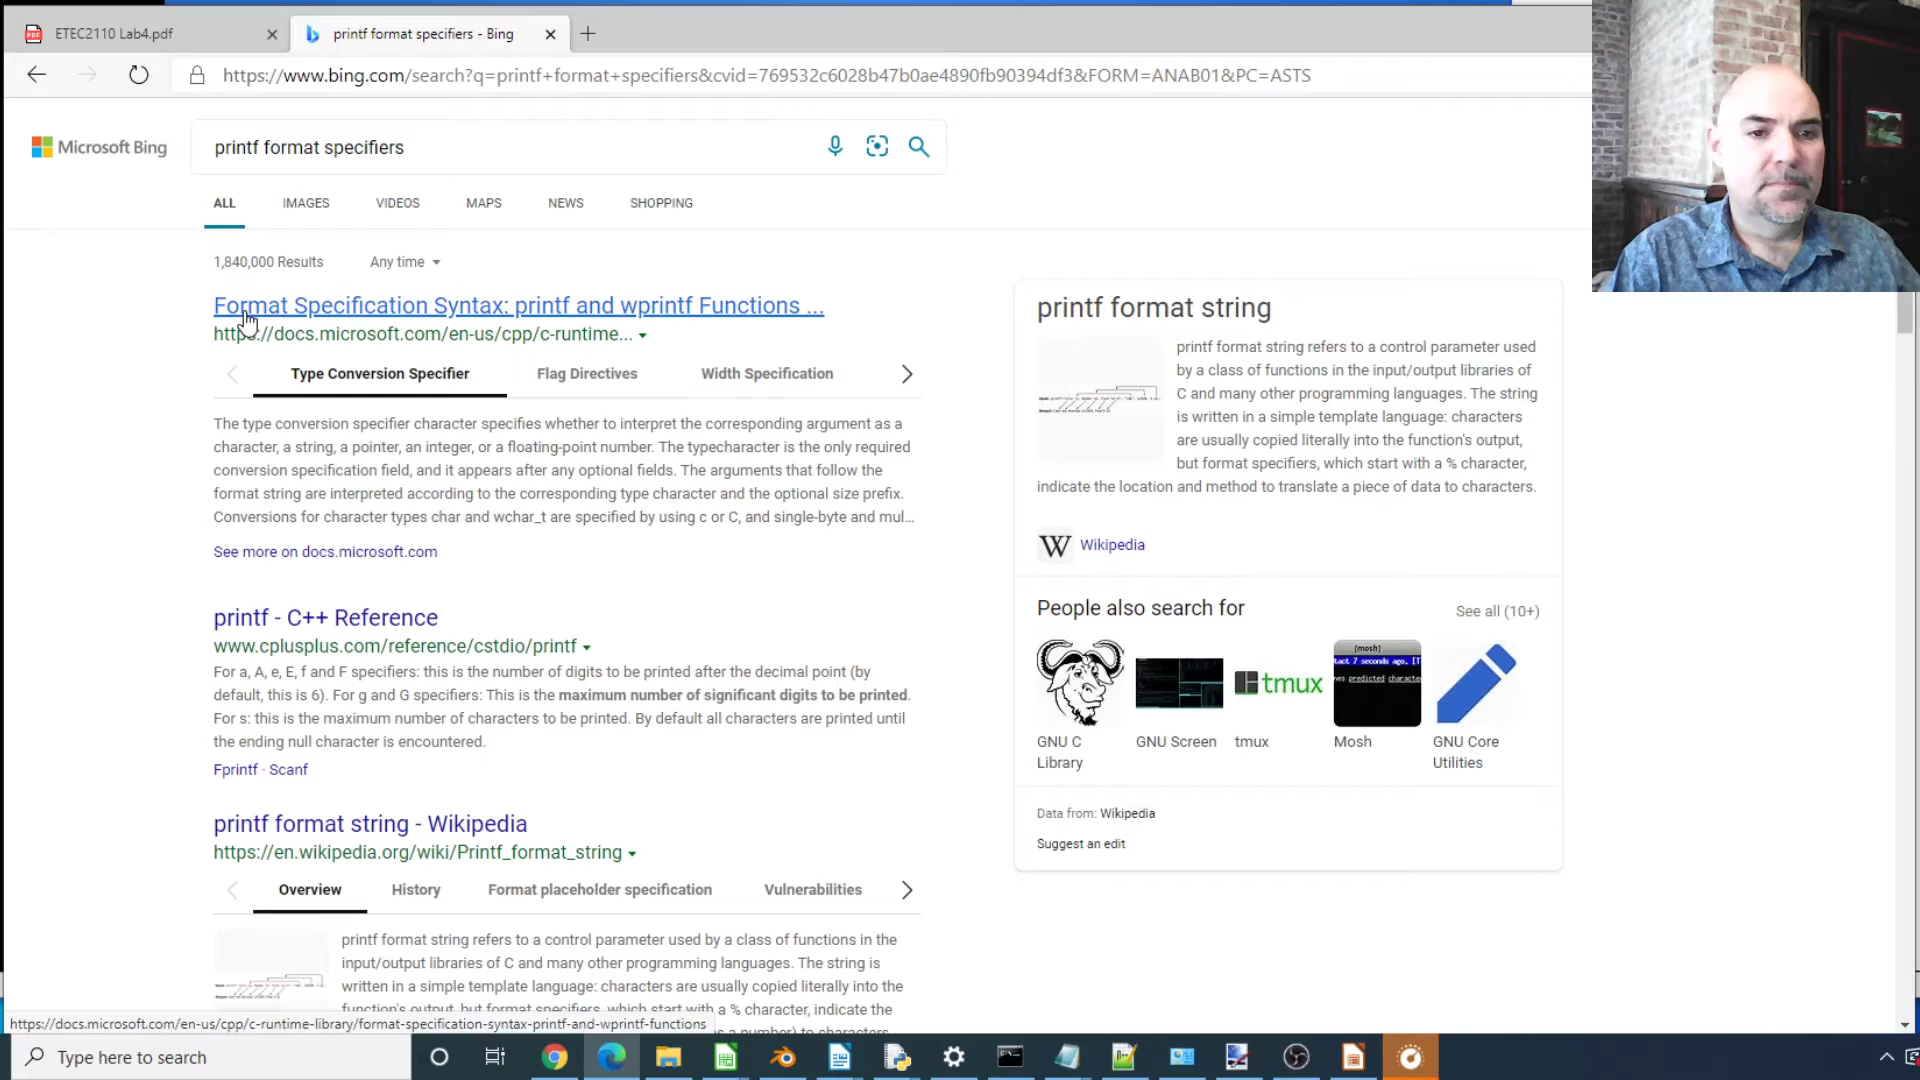 ETEC2110 Lab4.pdf
printf format specifiers - Bing
https://www.bing.com/search?q=printf+format+specifiers&cvid=769532c6028b47b0ae4890fb90394df3&FORM=ANAB01&PC=ASTS
Microsoft Bing
printf format specifiers
ALL IMAGES VIDEOS MAPS NEWS SHOPPING
1,840,000 Results Any time
Format Specification Syntax: printf and wprintf Functions ...
https://docs.microsoft.com/en-us/cpp/c-runtime...
Type Conversion Specifier Flag Directives Width Specification
The type conversion specifier character specifies whether to interpret the corresponding argument as a
character, a string, a pointer, an integer, or a floating-point number. The typecharacter is the only required
conversion specification field, and it appears after any optional fields. The arguments that follow the
format string are interpreted according to the corresponding type character and the optional size prefix.
Conversions for character types char and wchar_t are specified by using c or C, and single-byte and mul...
See more on docs.microsoft.com
printf - C++ Reference
www.cplusplus.com/reference/cstdio/printf
For a, A, e, E, f and F specifiers: this is the number of digits to be printed after the decimal point (by
default, this is 6). For g and G specifiers: This is the maximum number of significant digits to be printed.
For s: this is the maximum number of characters to be printed. By default all characters are printed until
the ending null character is encountered.
Fprintf · Scanf
printf format string - Wikipedia
https://en.wikipedia.org/wiki/Printf_format_string
Overview History Format placeholder specification Vulnerabilities
printf format string refers to a control parameter used by a class of functions in the
input/output libraries of C and many other programming languages. The string is
written in a simple template language: characters are usually copied literally into the
function's output, but format specifiers, which start with a % character, indicate the
https://docs.microsoft.com/en-us/cpp/c-runtime-library/format-specification-syntax-printf-and-wprintf-functions
printf format string
printf format string refers to a control parameter used
by a class of functions in the input/output libraries of
C and many other programming languages. The string
is written in a simple template language: characters
are usually copied literally into the function's output,
but format specifiers, which start with a % character,
indicate the location and method to translate a piece of data to characters.
W Wikipedia
People also search for See all (10+)
tmux
[mosh]
GNU C Library
GNU Screen
tmux
Mosh
GNU Core Utilities
Data from: Wikipedia
Suggest an edit
Type here to search